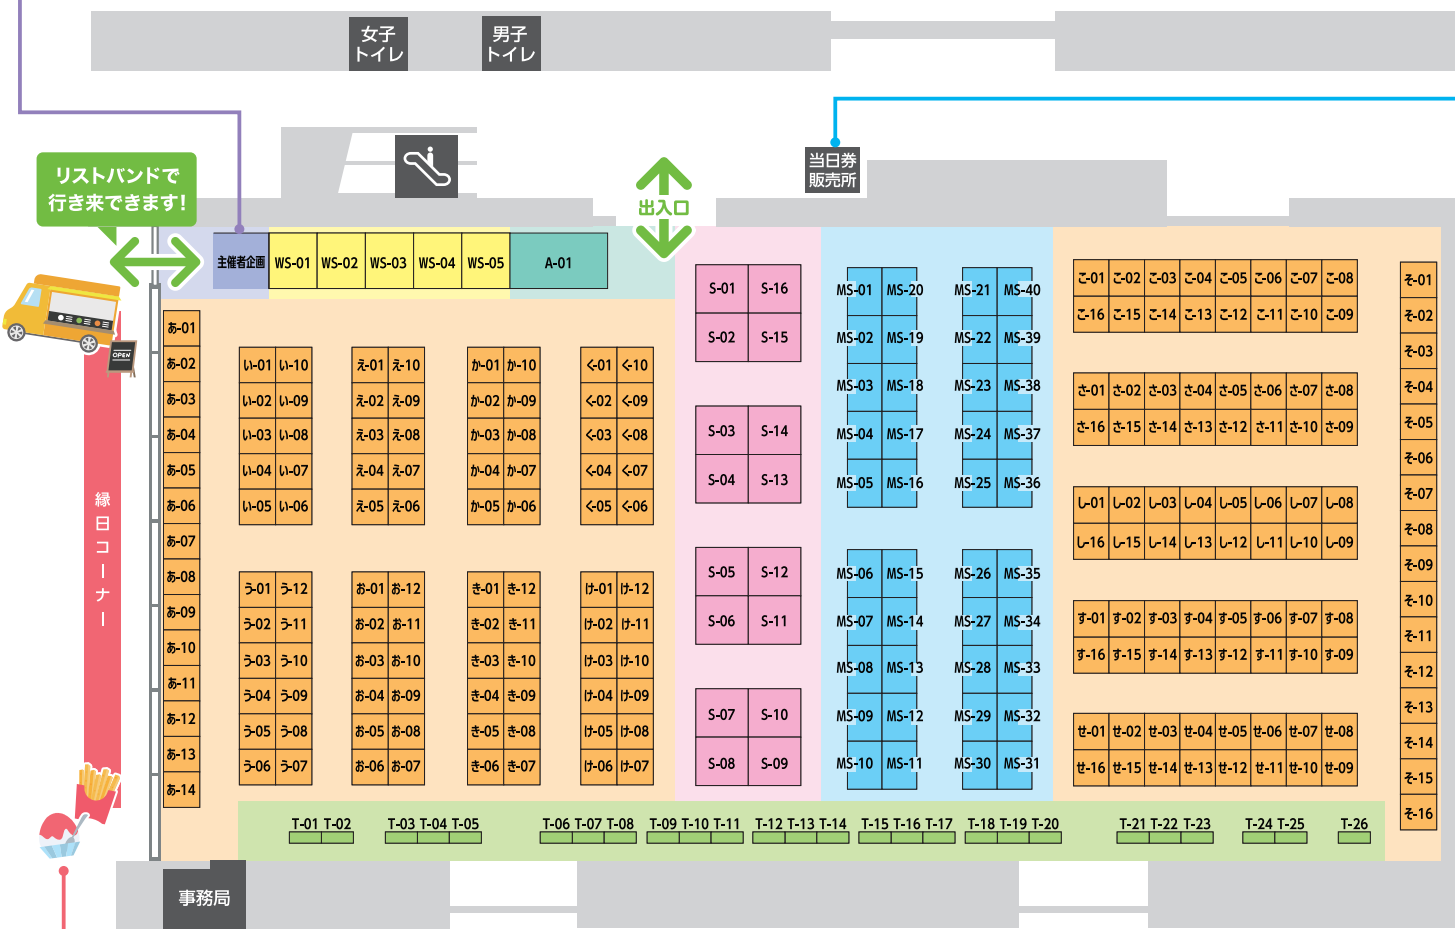 女子
トイレ
男子
トイレ
当日券
販売所
リストバンドで
行き来できます!
出入口
主催者企画 WS-01 WS-02 WS-03 WS-04 WS-05 A-01
OPEN
縁日コーナー
あ-01
あ-02
あ-03
あ-04
あ-05
あ-06
あ-07
あ-08
あ-09
あ-10
あ-11
あ-12
あ-13
あ-14
い-01 い-10
い-02 い-09
い-03 い-08
い-04 い-07
い-05 い-06
う-01 う-12
う-02 う-11
う-03 う-10
う-04 う-09
う-05 う-08
う-06 う-07
え-01 え-10
え-02 え-09
え-03 え-08
え-04 え-07
え-05 え-06
お-01 お-12
お-02 お-11
お-03 お-10
お-04 お-09
お-05 お-08
お-06 お-07
か-01 か-10
か-02 か-09
か-03 か-08
か-04 か-07
か-05 か-06
き-01 き-12
き-02 き-11
き-03 き-10
き-04 き-09
き-05 き-08
き-06 き-07
く-01 く-10
く-02 く-09
く-03 く-08
く-04 く-07
く-05 く-06
け-01 け-12
け-02 け-11
け-03 け-10
け-04 け-09
け-05 け-08
け-06 け-07
S-01 S-16
S-02 S-15
S-03 S-14
S-04 S-13
S-05 S-12
S-06 S-11
S-07 S-10
S-08 S-09
MS-01 MS-20
MS-02 MS-19
MS-03 MS-18
MS-04 MS-17
MS-05 MS-16
MS-06 MS-15
MS-07 MS-14
MS-08 MS-13
MS-09 MS-12
MS-10 MS-11
MS-21 MS-40
MS-22 MS-39
MS-23 MS-38
MS-24 MS-37
MS-25 MS-36
MS-26 MS-35
MS-27 MS-34
MS-28 MS-33
MS-29 MS-32
MS-30 MS-31
こ-01 こ-02 こ-03 こ-04 こ-05 こ-06 こ-07 こ-08
こ-16 こ-15 こ-14 こ-13 こ-12 こ-11 こ-10 こ-09
さ-01 さ-02 さ-03 さ-04 さ-05 さ-06 さ-07 さ-08
さ-16 さ-15 さ-14 さ-13 さ-12 さ-11 さ-10 さ-09
し-01 し-02 し-03 し-04 し-05 し-06 し-07 し-08
し-16 し-15 し-14 し-13 し-12 し-11 し-10 し-09
す-01 す-02 す-03 す-04 す-05 す-06 す-07 す-08
す-16 す-15 す-14 す-13 す-12 す-11 す-10 す-09
せ-01 せ-02 せ-03 せ-04 せ-05 せ-06 せ-07 せ-08
せ-16 せ-15 せ-14 せ-13 せ-12 せ-11 せ-10 せ-09
そ-01
そ-02
そ-03
そ-04
そ-05
そ-06
そ-07
そ-08
そ-09
そ-10
そ-11
そ-12
そ-13
そ-14
そ-15
そ-16
T-01 T-02 T-03 T-04 T-05 T-06 T-07 T-08 T-09 T-10 T-11 T-12 T-13 T-14 T-15 T-16 T-17 T-18 T-19 T-20 T-21 T-22 T-23 T-24 T-25 T-26
事務局